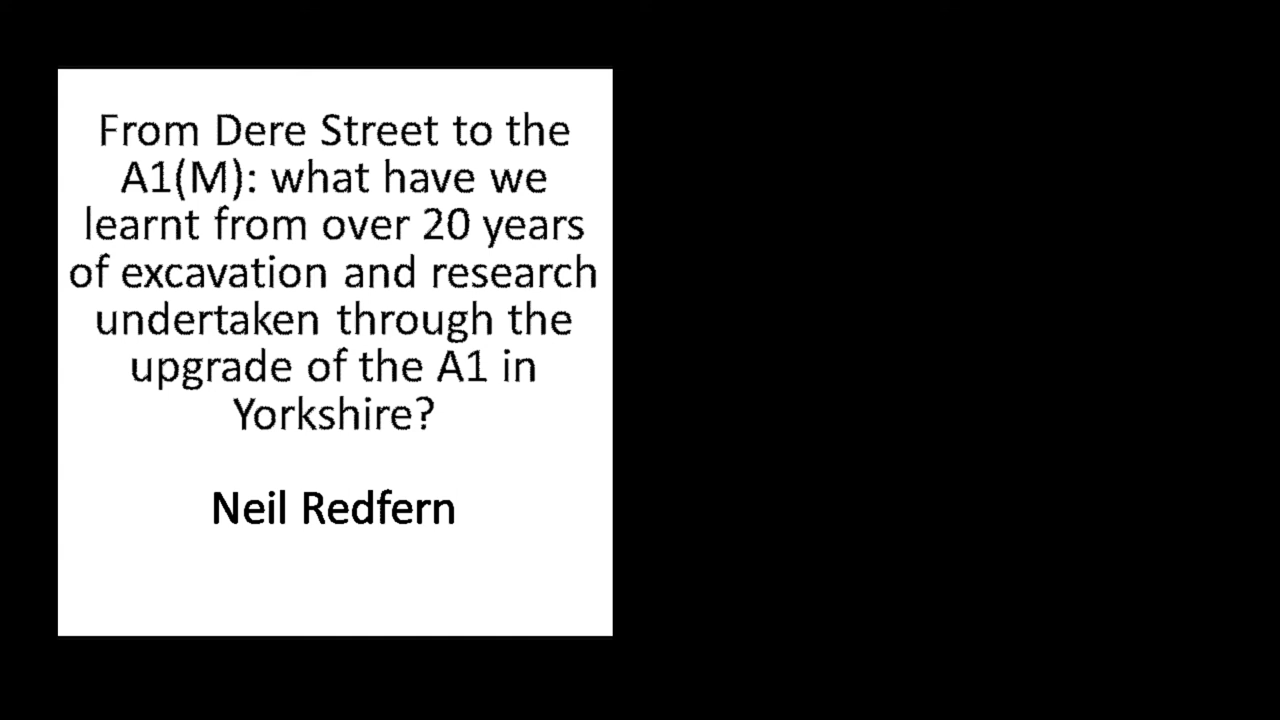 From Dere Street to the
A1(M): what have we
learnt from over 20 years
of excavation and research
undertaken through the
upgrade of the A1 in
Yorkshire?
Neil Redfern